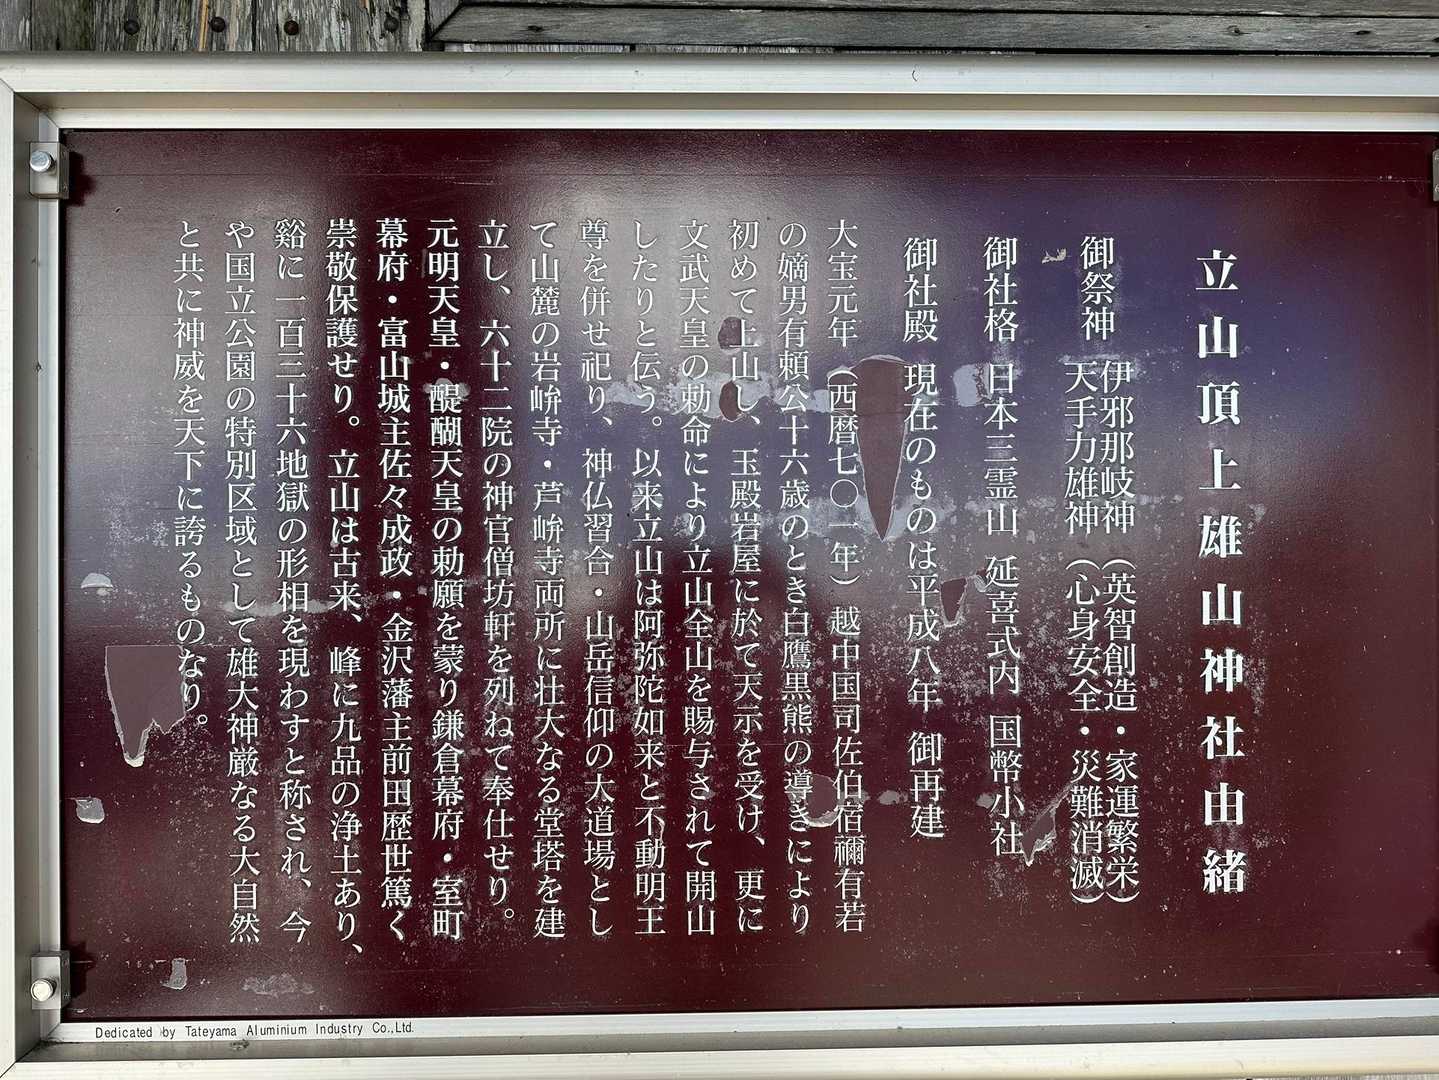 立山頂上雄山神社由緒
御祭神 伊邪那岐神（英智創造・家運繁栄）
天手力雄神（心身安全・災難消滅）
御社格 日本三霊山 延喜式内 国幣小社
御社殿 現在のものは平成八年 御再建
大宝元年（西暦七〇一年）越中国司佐伯宿禰有若
の嫡男有頼公十六歳のとき白鷹黒熊の導きにより
初めて上山し、玉殿岩屋に於て天示を受け、更に
文武天皇の勅命により立山全山を賜与されて開山
したりと伝う。以来立山は阿弥陀如来と不動明王
尊を併せ祀り、神仏習合・山岳信仰の大道場とし
て山麓の岩峅寺・芦峅寺両所に壮大なる堂塔を建
立し、六十二院の神官僧坊軒を列ねて奉仕せり。
元明天皇・醍醐天皇の勅願を蒙り鎌倉幕府・室町
幕府・富山城主佐々成政・金沢藩主前田歴世篤く
崇敬保護せり。立山は古来、峰に九品の浄土あり、
谿に一百三十六地獄の形相を現わすと称され、今
や国立公園の特別区域として雄大神厳なる大自然
と共に神威を天下に誇るものなり。
Dedicated by Tateyama Aluminium Industry Co.,Ltd.